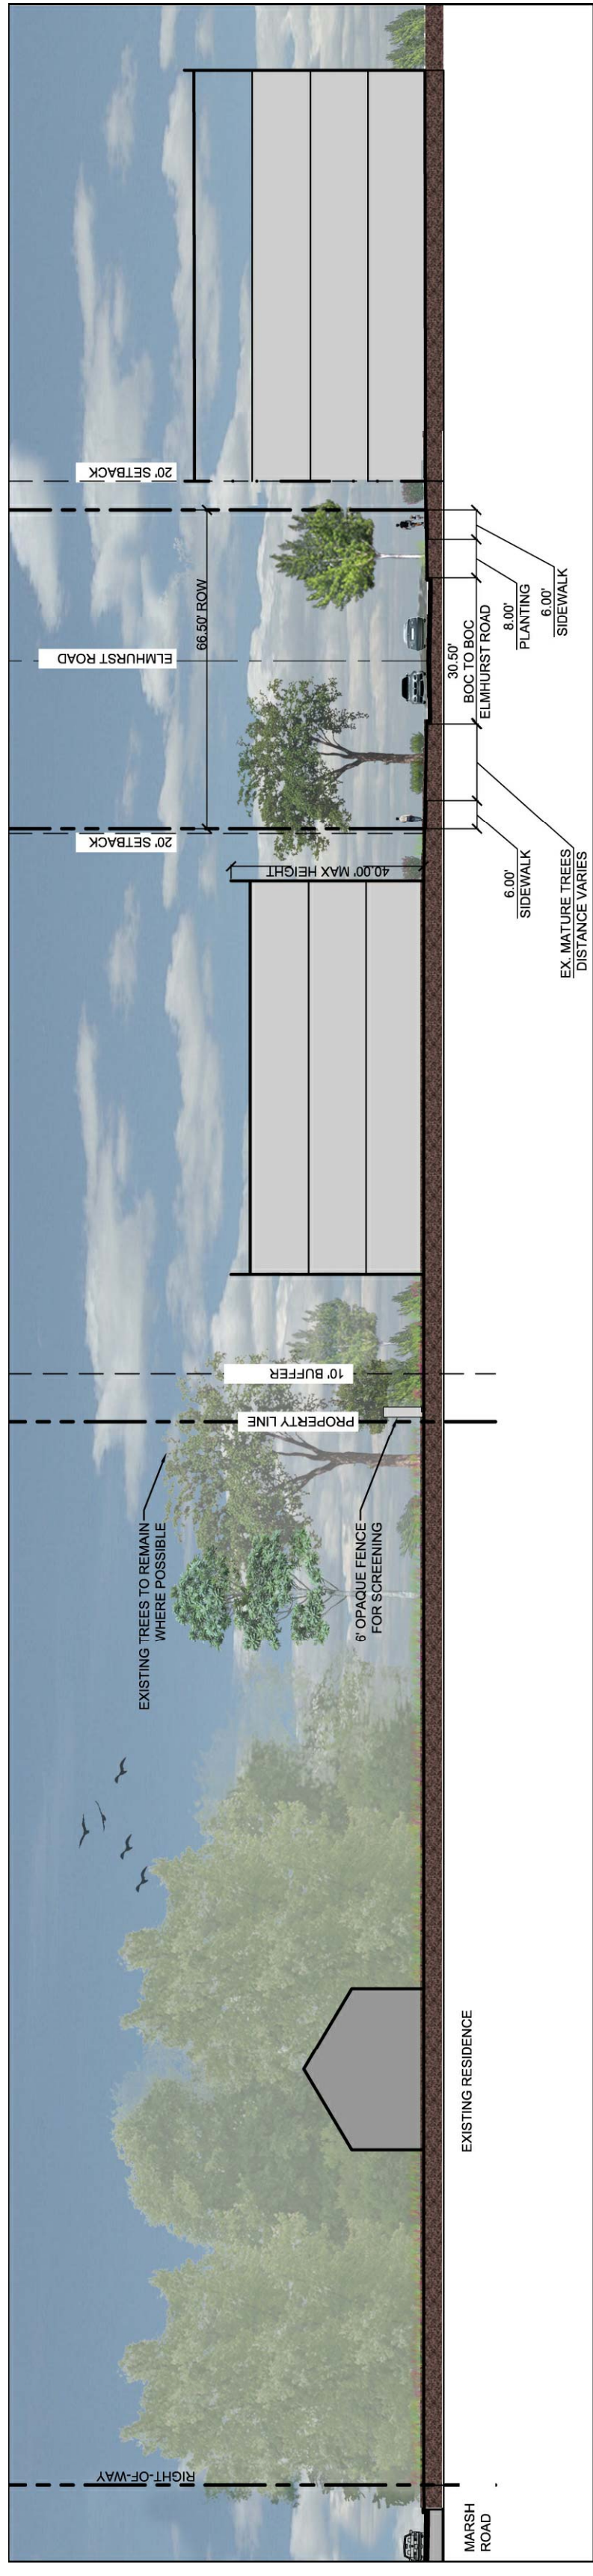 RIGHT-OF-WAY
MARSH
ROAD
EXISTING RESIDENCE
EXISTING TREES TO REMAIN
WHERE POSSIBLE
6' OPAQUE FENCE
FOR SCREENING
PROPERTY LINE
10' BUFFER
40.00' MAX HEIGHT
20' SETBACK
66.50' ROW
ELMHURST ROAD
20' SETBACK
6.00'
SIDEWALK
EX. MATURE TREES
DISTANCE VARIES
30.50'
BOC TO BOC
ELMHURST ROAD
8.00'
PLANTING
6.00'
SIDEWALK